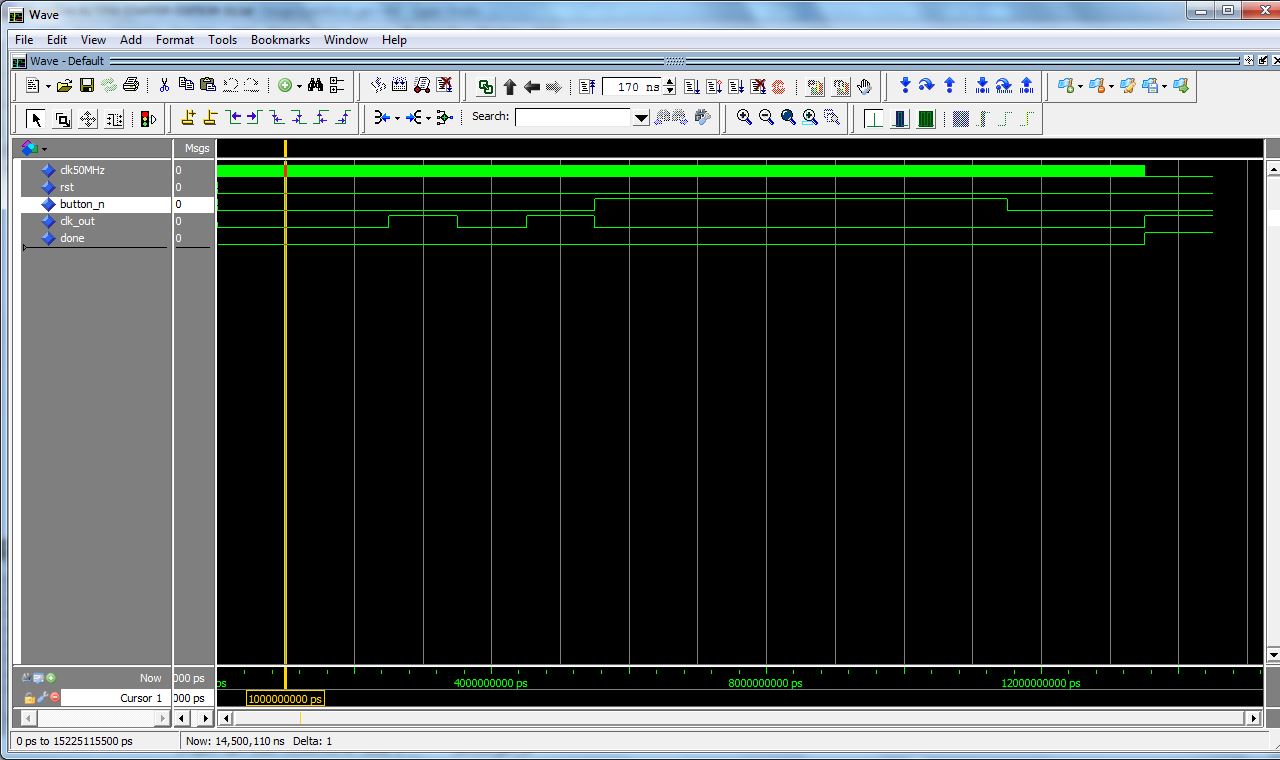 Wave
File Edit View Add Format Tools Bookmarks Window Help
Wave - Default
170 ns
Search:
Msgs
clk50MHz 0
rst 0
button_n 0
clk_out 0
done 0
Now 000 ps ps 4000000000 ps 8000000000 ps 12000000000 ps
Cursor 1 000 ps 1000000000 ps
0 ps to 15225115500 ps Now: 14,500,110 ns Delta: 1